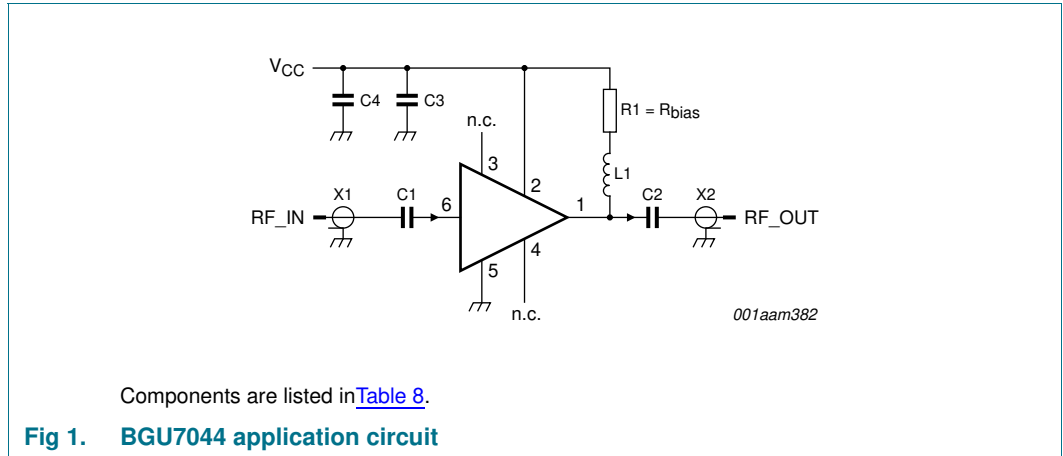 VCC
C4
C3
R1 = Rbias
n.c.
3
L1
2
X1
C1
C2
X2
RF_IN
6
1
RF_OUT
4
5
n.c.
001aam382
Components are listed inTable 8.
Fig 1. BGU7044 application circuit